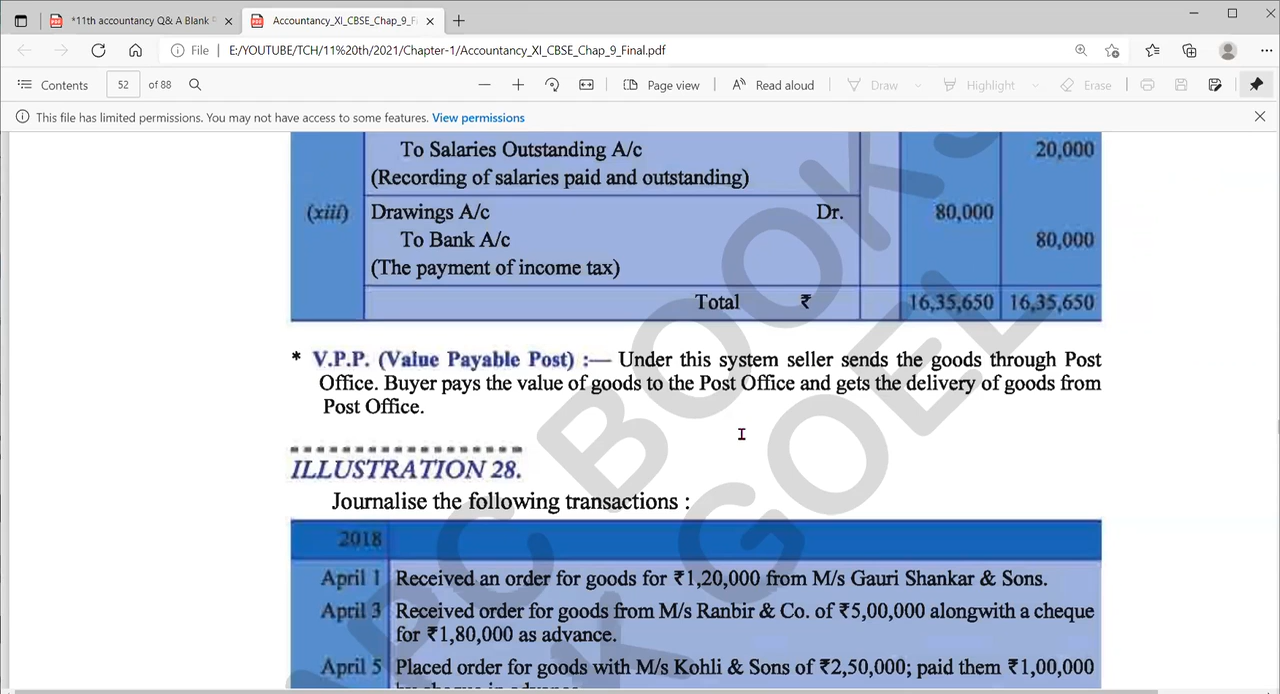 *11th accountancy Q& A Blank
Accountancy_XI_CBSE_Chap_9_Fi
File
E:/YOUTUBE/TCH/11%20th/2021/Chapter-1/Accountancy_XI_CBSE_Chap_9_Final.pdf
Contents 52 of 88 Page view Read aloud Draw Highlight Erase
This file has limited permissions. You may not have access to some features. View permissions
To Salaries Outstanding A/c 20,000
(Recording of salaries paid and outstanding)
(xiii) Drawings A/c Dr. 80,000
To Bank A/c 80,000
(The payment of income tax)
Total ₹ 16,35,650 16,35,650
* V.P.P. (Value Payable Post) :— Under this system seller sends the goods through Post
Office. Buyer pays the value of goods to the Post Office and gets the delivery of goods from
Post Office.
ILLUSTRATION 28.
Journalise the following transactions :
2018
April 1 Received an order for goods for ₹1,20,000 from M/s Gauri Shankar & Sons.
April 3 Received order for goods from M/s Ranbir & Co. of ₹5,00,000 alongwith a cheque
for ₹1,80,000 as advance.
April 5 Placed order for goods with M/s Kohli & Sons of ₹2,50,000; paid them ₹1,00,000
APC BOOKS
K GOEL